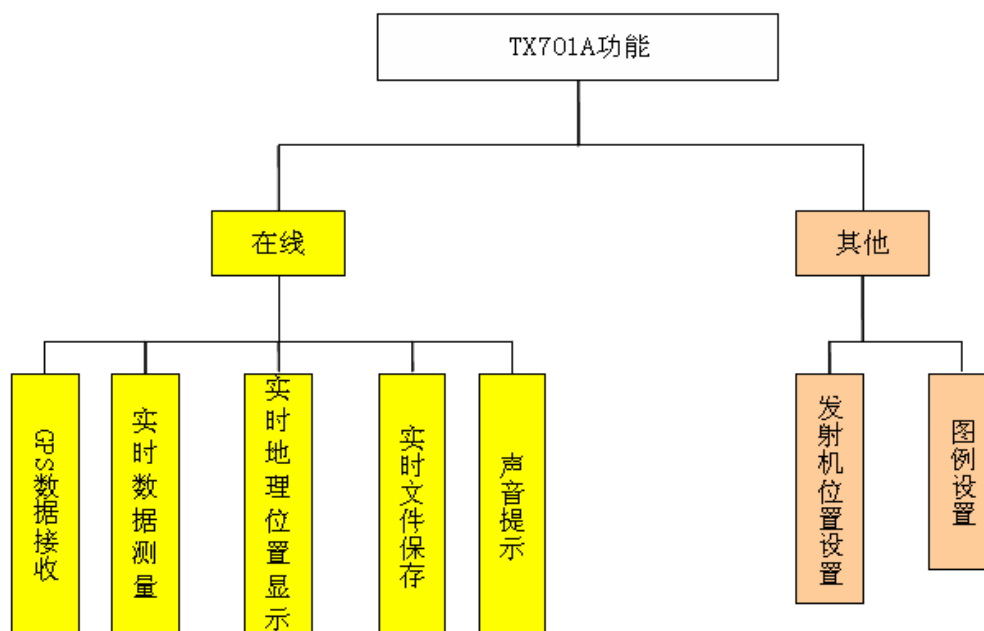 TX701A功能
在线
其他
GPS数据接收
实时数据测量
实时地理位置显示
实时文件保存
声音提示
发射机位置设置
图例设置